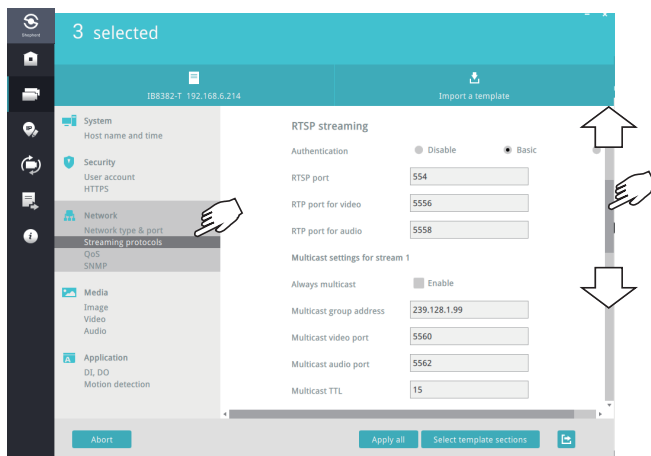 Shepherd
3 selected
IB8382-T 192.168.6.214
Import a template
System
Host name and time
Security
User account
HTTPS
Network
Network type & port
Streaming protocols
QoS
SNMP
Media
Image
Video
Audio
Application
DI, DO
Motion detection
RTSP streaming
Authentication Disable Basic
RTSP port 554
RTP port for video 5556
RTP port for audio 5558
Multicast settings for stream 1
Always multicast Enable
Multicast group address 239.128.1.99
Multicast video port 5560
Multicast audio port 5562
Multicast TTL 15
Abort
Apply all
Select template sections